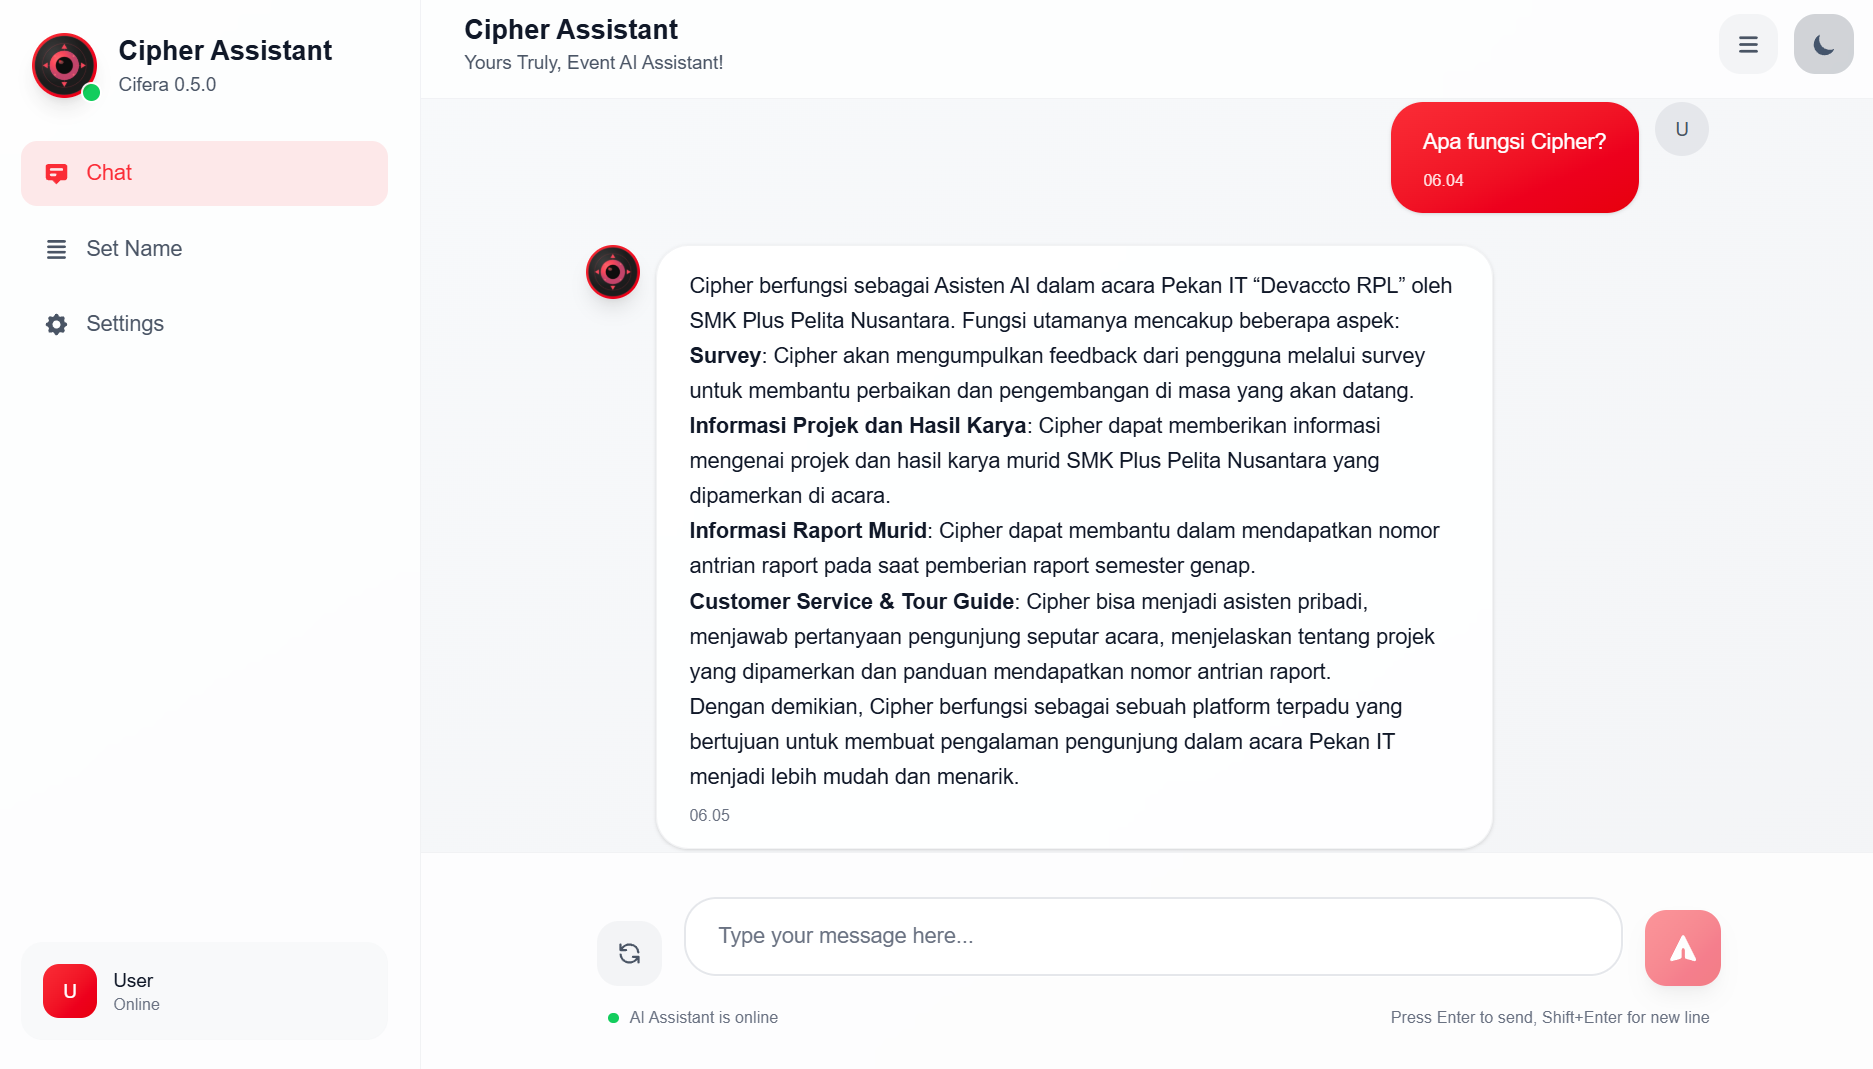 Cipher Assistant
Cifera 0.5.0
Chat
Set Name
Settings
User
Online
U
Cipher Assistant
Yours Truly, Event AI Assistant!
Apa fungsi Cipher?
06.04
U
Cipher berfungsi sebagai Asisten AI dalam acara Pekan IT “Devaccto RPL” oleh
SMK Plus Pelita Nusantara. Fungsi utamanya mencakup beberapa aspek:
Survey: Cipher akan mengumpulkan feedback dari pengguna melalui survey
untuk membantu perbaikan dan pengembangan di masa yang akan datang.
Informasi Projek dan Hasil Karya: Cipher dapat memberikan informasi
mengenai projek dan hasil karya murid SMK Plus Pelita Nusantara yang
dipamerkan di acara.
Informasi Raport Murid: Cipher dapat membantu dalam mendapatkan nomor
antrian raport pada saat pemberian raport semester genap.
Customer Service & Tour Guide: Cipher bisa menjadi asisten pribadi,
menjawab pertanyaan pengunjung seputar acara, menjelaskan tentang projek
yang dipamerkan dan panduan mendapatkan nomor antrian raport.
Dengan demikian, Cipher berfungsi sebagai sebuah platform terpadu yang
bertujuan untuk membuat pengalaman pengunjung dalam acara Pekan IT
menjadi lebih mudah dan menarik.
06.05
Type your message here...
AI Assistant is online
Press Enter to send, Shift+Enter for new line